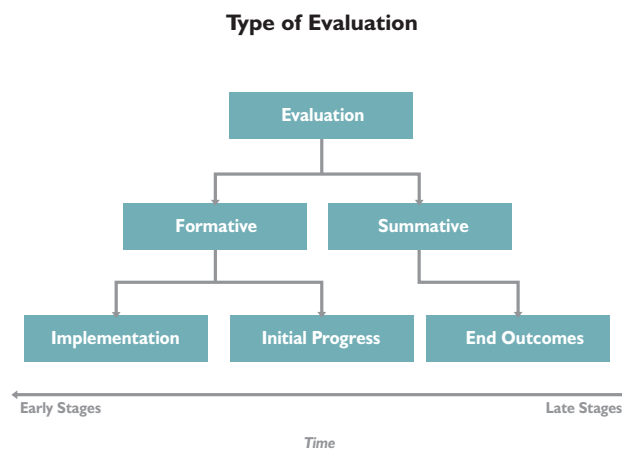 Type of Evaluation
Evaluation
Formative
Summative
Implementation
Initial Progress
End Outcomes
Early Stages
Late Stages
Time